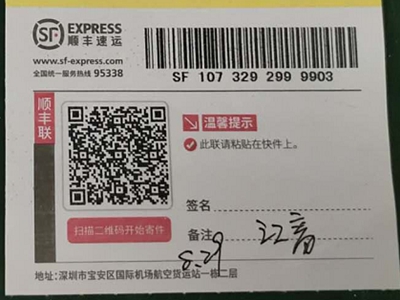 SF EXPRESS
顺丰速运
www.sf-express.com
全国统一服务热线 95338
SF 107 329 299 9903
顺丰联
温馨提示
此联请粘贴在快件上。
扫描二维码开始寄件
签名
备注 江音
8.29
地址:深圳市宝安区国际机场航空货运站一栋二层